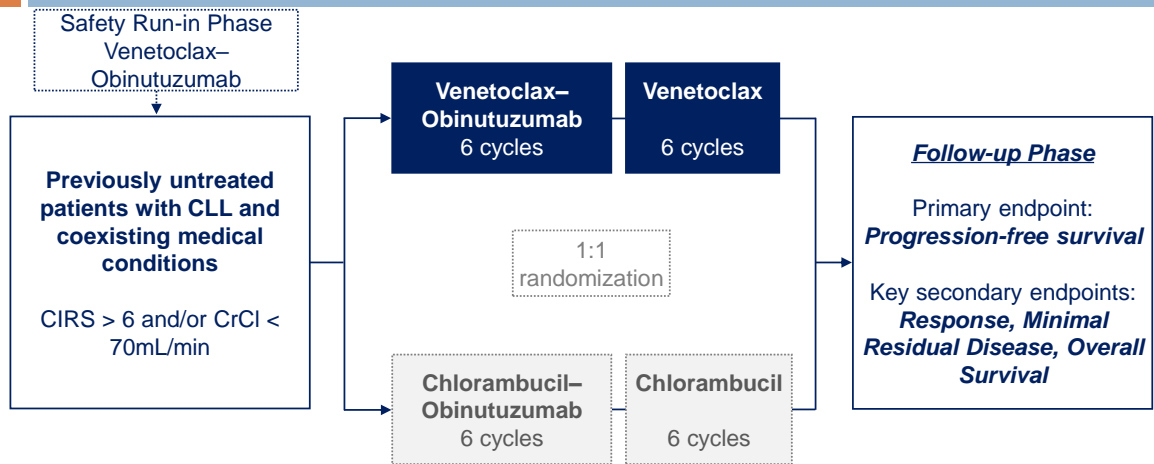 Safety Run-in Phase
Venetoclax–
Obinutuzumab
Previously untreated
patients with CLL and
coexisting medical
conditions
CIRS > 6 and/or CrCl <
70mL/min
Venetoclax–
Obinutuzumab
6 cycles
Venetoclax
6 cycles
1:1
randomization
Chlorambucil–
Obinutuzumab
6 cycles
Chlorambucil
6 cycles
Follow-up Phase
Primary endpoint:
Progression-free survival
Key secondary endpoints:
Response, Minimal
Residual Disease, Overall
Survival